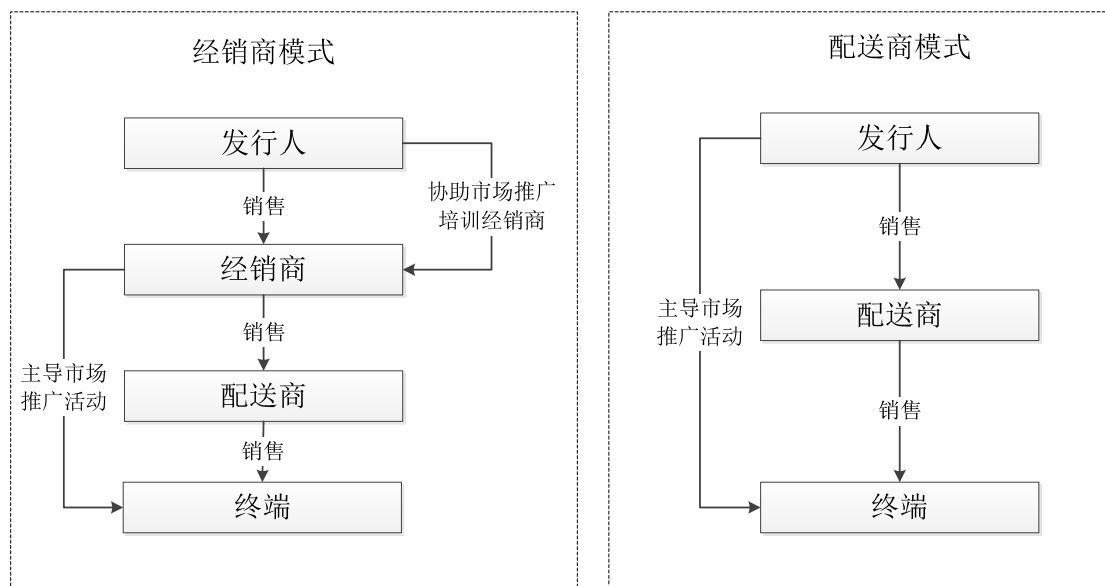 经销商模式
发行人
销售
协助市场推广
培训经销商
经销商
销售
主导市场
推广活动
配送商
销售
终端
配送商模式
发行人
销售
主导市场
推广活动
配送商
销售
终端